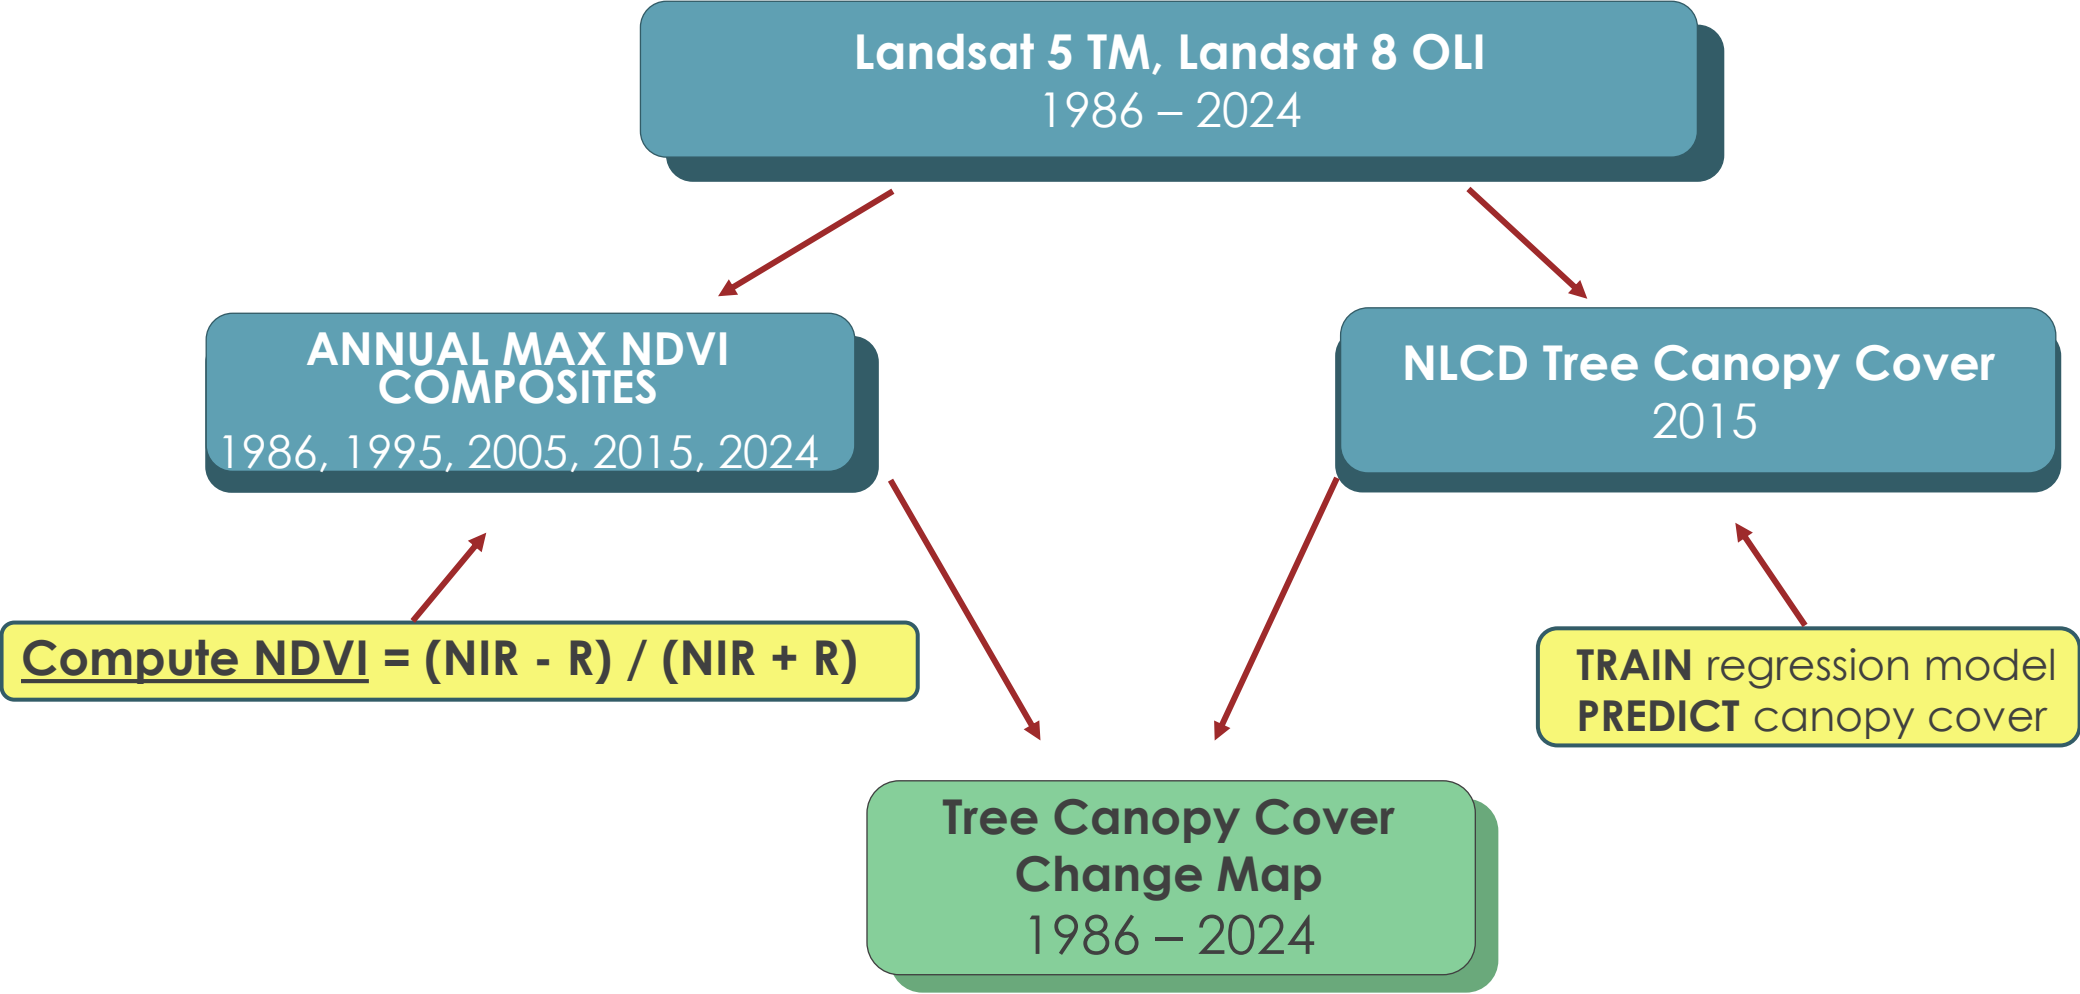 Landsat 5 TM, Landsat 8 OLI
1986 – 2024
ANNUAL MAX NDVI
COMPOSITES
1986, 1995, 2005, 2015, 2024
NLCD Tree Canopy Cover
2015
Compute NDVI = (NIR - R) / (NIR + R)
TRAIN regression model
PREDICT canopy cover
Tree Canopy Cover
Change Map
1986 – 2024